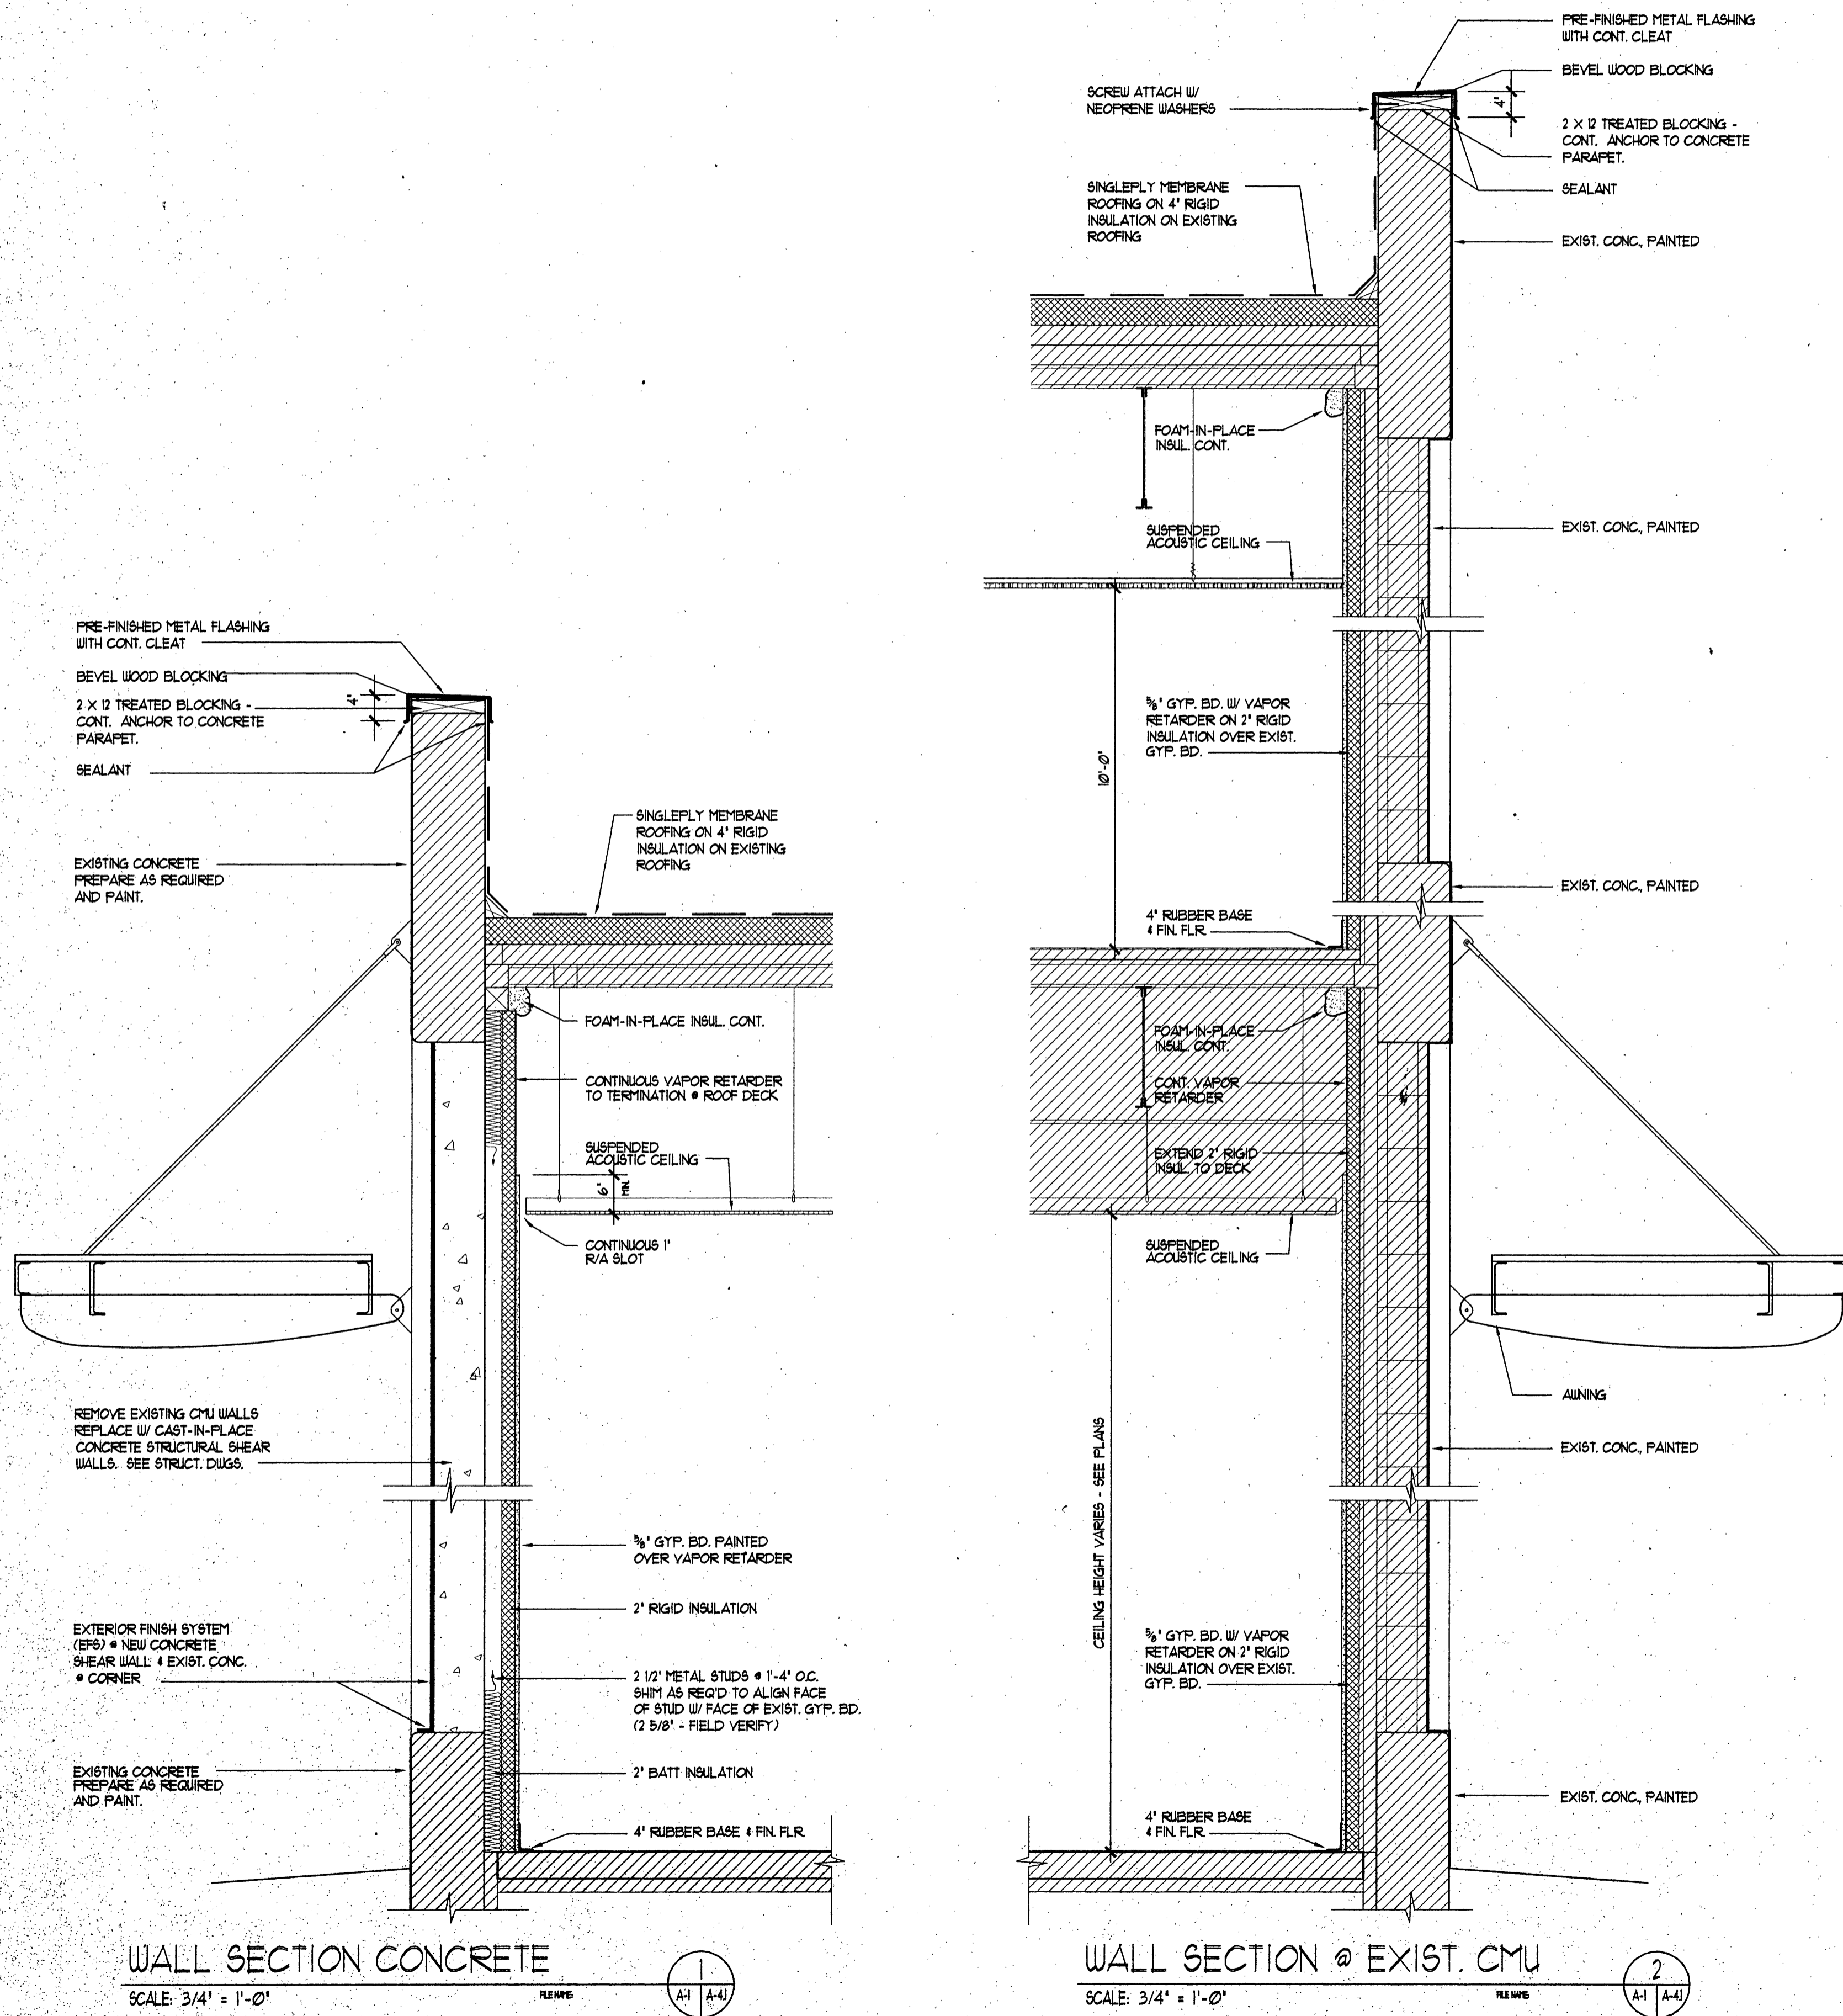 PRE-FINISHED METAL FLASHING
WITH CONT. CLEAT
BEVEL WOOD BLOCKING
2 X 12 TREATED BLOCKING -
CONT. ANCHOR TO CONCRETE
PARAPET.
SEALANT
4"
EXISTING CONCRETE
PREPARE AS REQUIRED
AND PAINT.
SINGLEPLY MEMBRANE
ROOFING ON 4" RIGID
INSULATION ON EXISTING
ROOFING
FOAM-IN-PLACE INSUL. CONT.
CONTINUOUS VAPOR RETARDER
TO TERMINATION @ ROOF DECK
SUSPENDED
ACOUSTIC CEILING
6"
MIN.
CONTINUOUS 1"
R/A SLOT
REMOVE EXISTING CMU WALLS
REPLACE W/ CAST-IN-PLACE
CONCRETE STRUCTURAL SHEAR
WALLS. SEE STRUCT. DWGS.
5/8" GYP. BD. PAINTED
OVER VAPOR RETARDER
2" RIGID INSULATION
EXTERIOR FINISH SYSTEM
(EFS) @ NEW CONCRETE
SHEAR WALL & EXIST. CONC.
@ CORNER
2 1/2" METAL STUDS @ 1'-4" O.C.
SHIM AS REQ'D TO ALIGN FACE
OF STUD W/ FACE OF EXIST. GYP. BD.
(2 5/8" - FIELD VERIFY)
EXISTING CONCRETE
PREPARE AS REQUIRED
AND PAINT.
2" BATT INSULATION
4" RUBBER BASE & FIN. FLR.
WALL SECTION CONCRETE
SCALE: 3/4" = 1'-0"
FILE NAME:
1
A-1 A-4.1
PRE-FINISHED METAL FLASHING
WITH CONT. CLEAT
BEVEL WOOD BLOCKING
4"
SCREW ATTACH W/
NEOPRENE WASHERS
2 X 12 TREATED BLOCKING -
CONT. ANCHOR TO CONCRETE
PARAPET.
SEALANT
SINGLEPLY MEMBRANE
ROOFING ON 4" RIGID
INSULATION ON EXISTING
ROOFING
EXIST. CONC., PAINTED
FOAM-IN-PLACE
INSUL. CONT.
EXIST. CONC., PAINTED
SUSPENDED
ACOUSTIC CEILING
5/8" GYP. BD. W/ VAPOR
RETARDER ON 2" RIGID
INSULATION OVER EXIST.
GYP. BD.
10'-0"
EXIST. CONC., PAINTED
4" RUBBER BASE
& FIN. FLR.
FOAM-IN-PLACE
INSUL. CONT.
CONT. VAPOR
RETARDER
EXTEND 2" RIGID
INSUL. TO DECK
SUSPENDED
ACOUSTIC CEILING
AWNING
EXIST. CONC., PAINTED
CEILING HEIGHT VARIES - SEE PLANS
5/8" GYP. BD. W/ VAPOR
RETARDER ON 2" RIGID
INSULATION OVER EXIST.
GYP. BD.
EXIST. CONC., PAINTED
4" RUBBER BASE
& FIN. FLR.
WALL SECTION @ EXIST. CMU
SCALE: 3/4" = 1'-0"
FILE NAME:
2
A-1 A-4.1